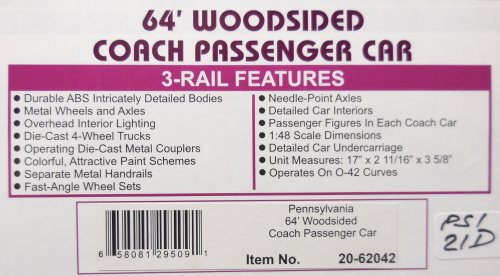 64' WOODSIDED
COACH PASSENGER CAR
3-RAIL FEATURES
• Durable ABS Intricately Detailed Bodies
• Metal Wheels and Axles
• Overhead Interior Lighting
• Die-Cast 4-Wheel Trucks
• Operating Die-Cast Metal Couplers
• Colorful, Attractive Paint Schemes
• Separate Metal Handrails
• Fast-Angle Wheel Sets
• Needle-Point Axles
• Detailed Car Interiors
• Passenger Figures In Each Coach Car
• 1:48 Scale Dimensions
• Detailed Car Undercarriage
• Unit Measures: 17" x 2 11/16" x 3 5/8"
• Operates On O-42 Curves
6 58081 29509 1
Pennsylvania
64' Woodsided
Coach Passenger Car
Item No. 20-62042
PS1
21D